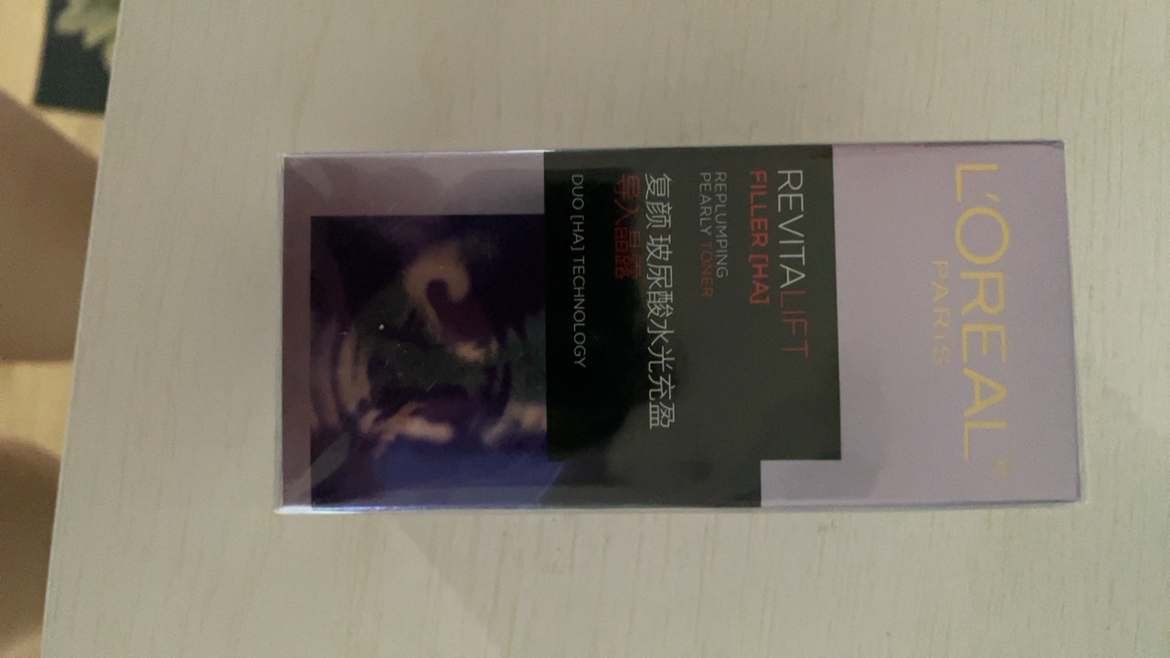 L'ORÉAL
PARIS
REVITALIFT
FILLER [HA]
REPLUMPING
PEARLY TONER
复颜玻尿酸水光充盈
导入晶露
DUO [HA] TECHNOLOGY